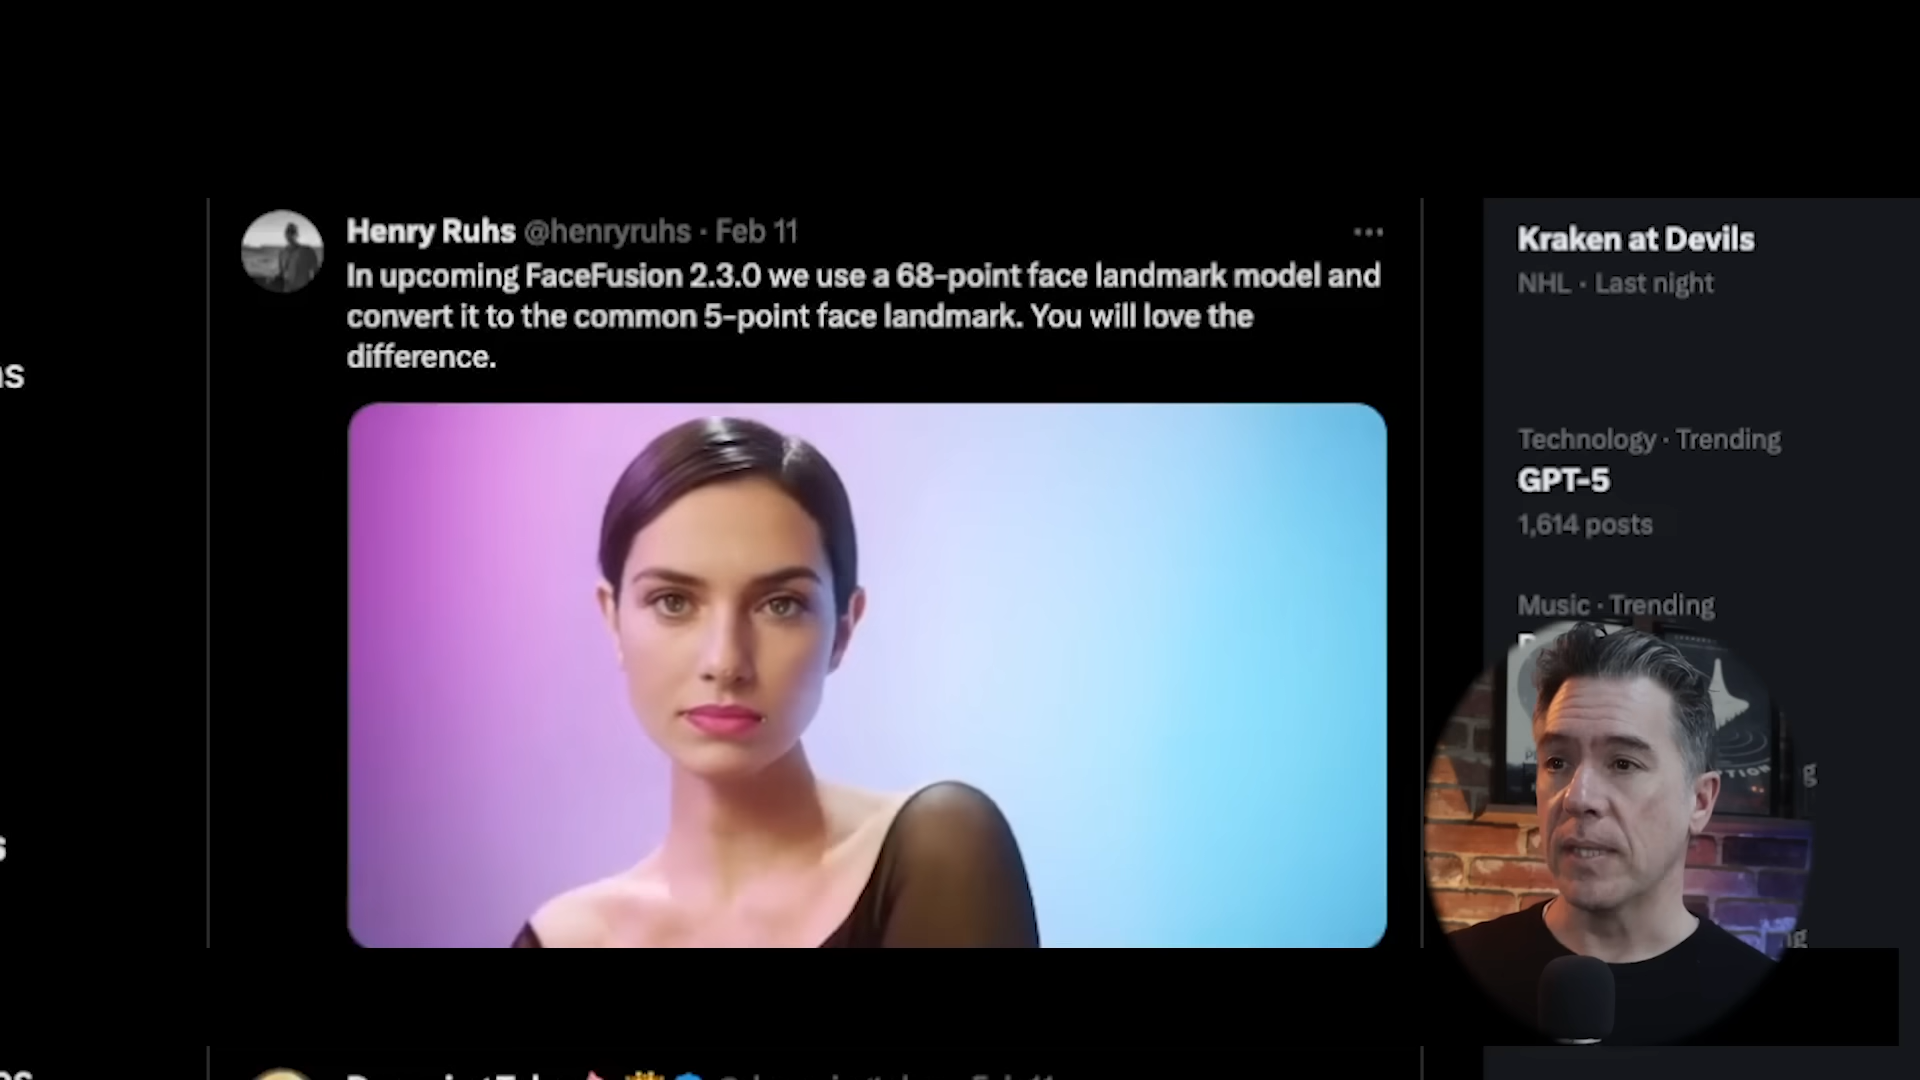 Henry Ruhs @henryruhs · Feb 11
In upcoming FaceFusion 2.3.0 we use a 68-point face landmark model and
convert it to the common 5-point face landmark. You will love the
difference.
Kraken at Devils
NHL · Last night
Technology · Trending
GPT-5
1,614 posts
Music · Trending